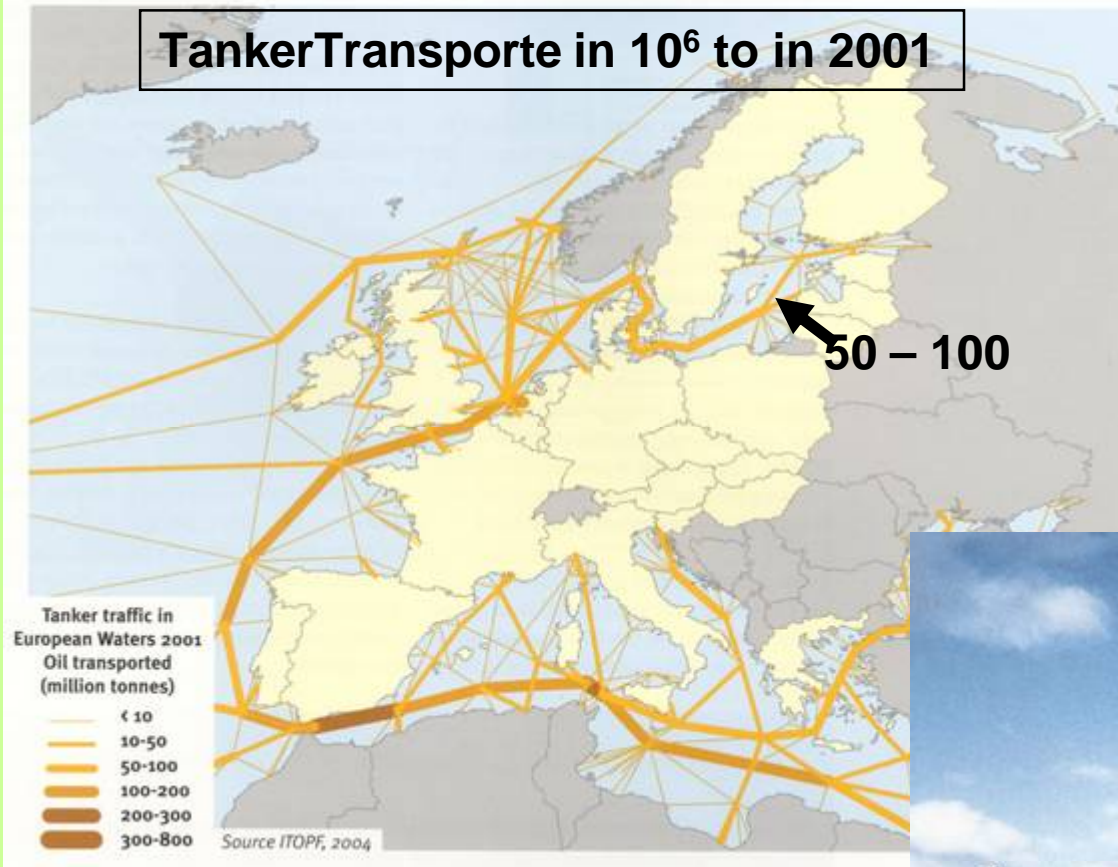 TankerTransporte in 10⁶ to in 2001
50 – 100
Tanker traffic in
European Waters 2001
Oil transported
(million tonnes)
< 10
10-50
50-100
100-200
200-300
300-800
Source ITOPF, 2004